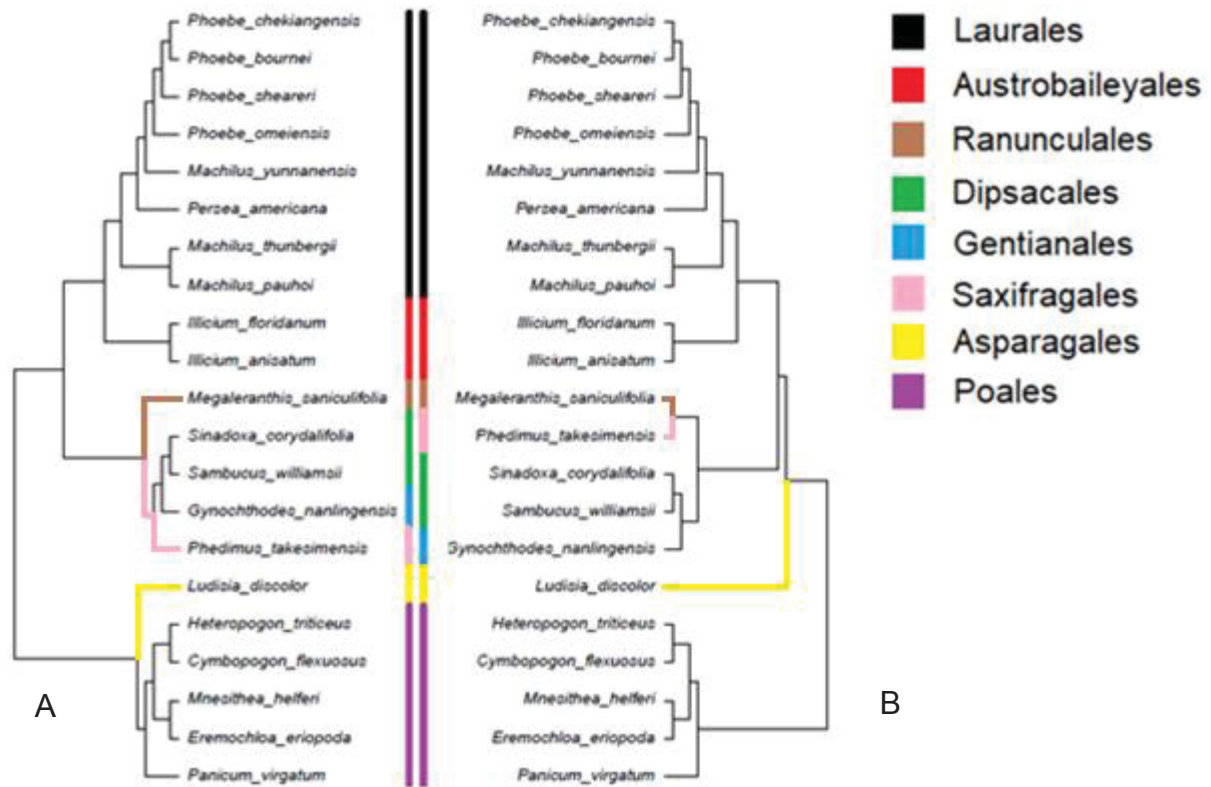 Phoebe_chekiangensis
Phoebe_bournei
Phoebe_sheareri
Phoebe_omeiensis
Machilus_yunnanensis
Persea_americana
Machilus_thunbergii
Machilus_pauhoi
Illicium_floridanum
Illicium_anisatum
Megaleranthis_saniculifolia
Sinadoxa_corydalifolia
Sambucus_williamsii
Gynochthodes_nanlingensis
Phedimus_takesimensis
Ludisia_discolor
Heteropogon_triticeus
Cymbopogon_flexuosus
Mnesithea_helferi
Eremochloa_eriopoda
Panicum_virgatum
A
Phoebe_chekiangensis
Phoebe_bournei
Phoebe_sheareri
Phoebe_omeiensis
Machilus_yunnanensis
Persea_americana
Machilus_thunbergii
Machilus_pauhoi
Illicium_floridanum
Illicium_anisatum
Megaleranthis_saniculifolia
Phedimus_takesimensis
Sinadoxa_corydalifolia
Sambucus_williamsii
Gynochthodes_nanlingensis
Ludisia_discolor
Heteropogon_triticeus
Cymbopogon_flexuosus
Mnesithea_helferi
Eremochloa_eriopoda
Panicum_virgatum
B
Laurales
Austrobaileyales
Ranunculales
Dipsacales
Gentianales
Saxifragales
Asparagales
Poales